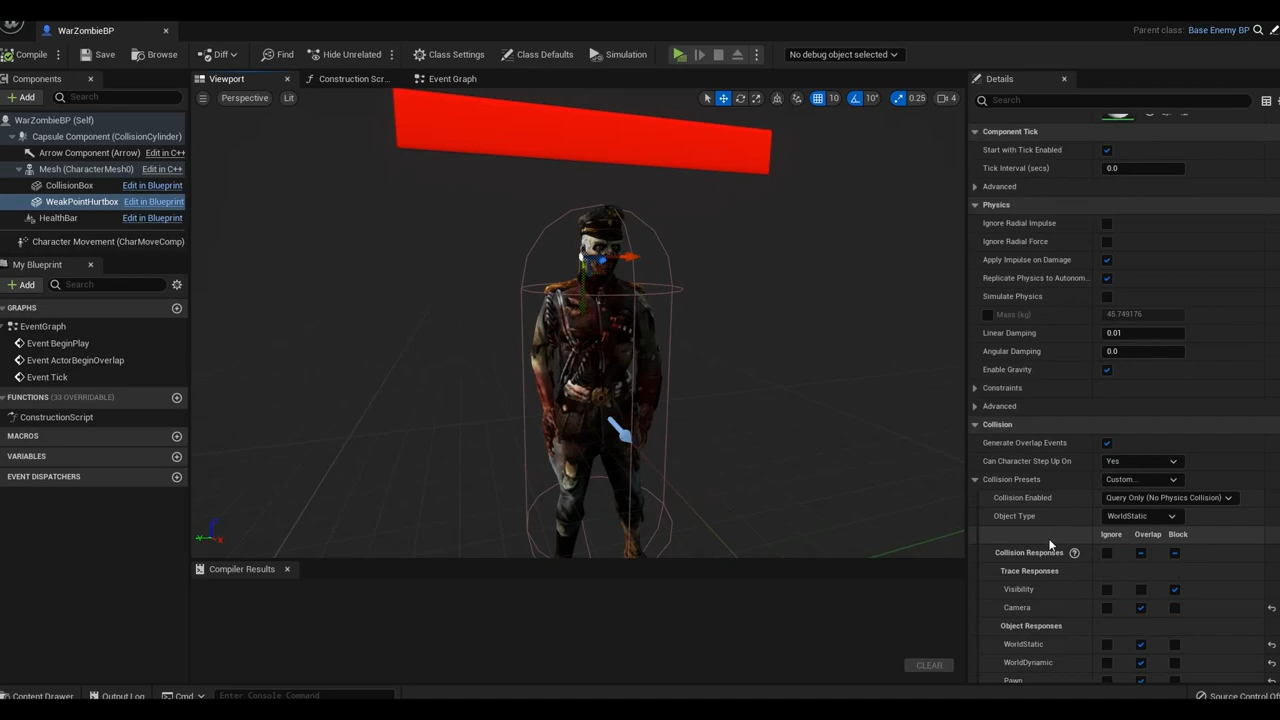 WarZombieBP
Parent class: Base Enemy BP
Compile
Save
Browse
Diff
Find
Hide Unrelated
Class Settings
Class Defaults
Simulation
No debug object selected
Components
Add
Search
WarZombieBP (Self)
Capsule Component (CollisionCylinder)
Arrow Component (Arrow) Edit in C++
Mesh (CharacterMesh0) Edit in C++
CollisionBox Edit in Blueprint
WeakPointHurtbox Edit in Blueprint
HealthBar Edit in Blueprint
Character Movement (CharMoveComp)
My Blueprint
Add
Search
GRAPHS
EventGraph
Event BeginPlay
Event ActorBeginOverlap
Event Tick
FUNCTIONS (33 OVERRIDABLE)
ConstructionScript
MACROS
VARIABLES
EVENT DISPATCHERS
Viewport
Construction Scr...
Event Graph
Perspective
Lit
10
10°
0.25
4
Compiler Results
CLEAR
Details
Search
Component Tick
Start with Tick Enabled
Tick Interval (secs) 0.0
Advanced
Physics
Ignore Radial Impulse
Ignore Radial Force
Apply Impulse on Damage
Replicate Physics to Autonom...
Simulate Physics
Mass (kg) 45.749176
Linear Damping 0.01
Angular Damping 0.0
Enable Gravity
Constraints
Advanced
Collision
Generate Overlap Events
Can Character Step Up On Yes
Collision Presets Custom...
Collision Enabled Query Only (No Physics Collision)
Object Type WorldStatic
Ignore Overlap Block
Collision Responses ?
Trace Responses
Visibility
Camera
Object Responses
WorldStatic
WorldDynamic
Pawn
Content Drawer
Output Log
Cmd
Enter Console Command
Source Control Of